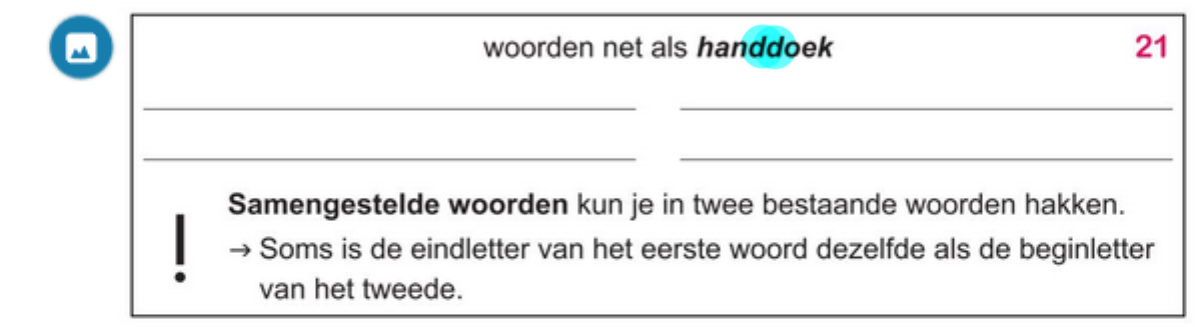 woorden net als handdoek 21
! Samengestelde woorden kun je in twee bestaande woorden hakken.
→ Soms is de eindletter van het eerste woord dezelfde als de beginletter
van het tweede.